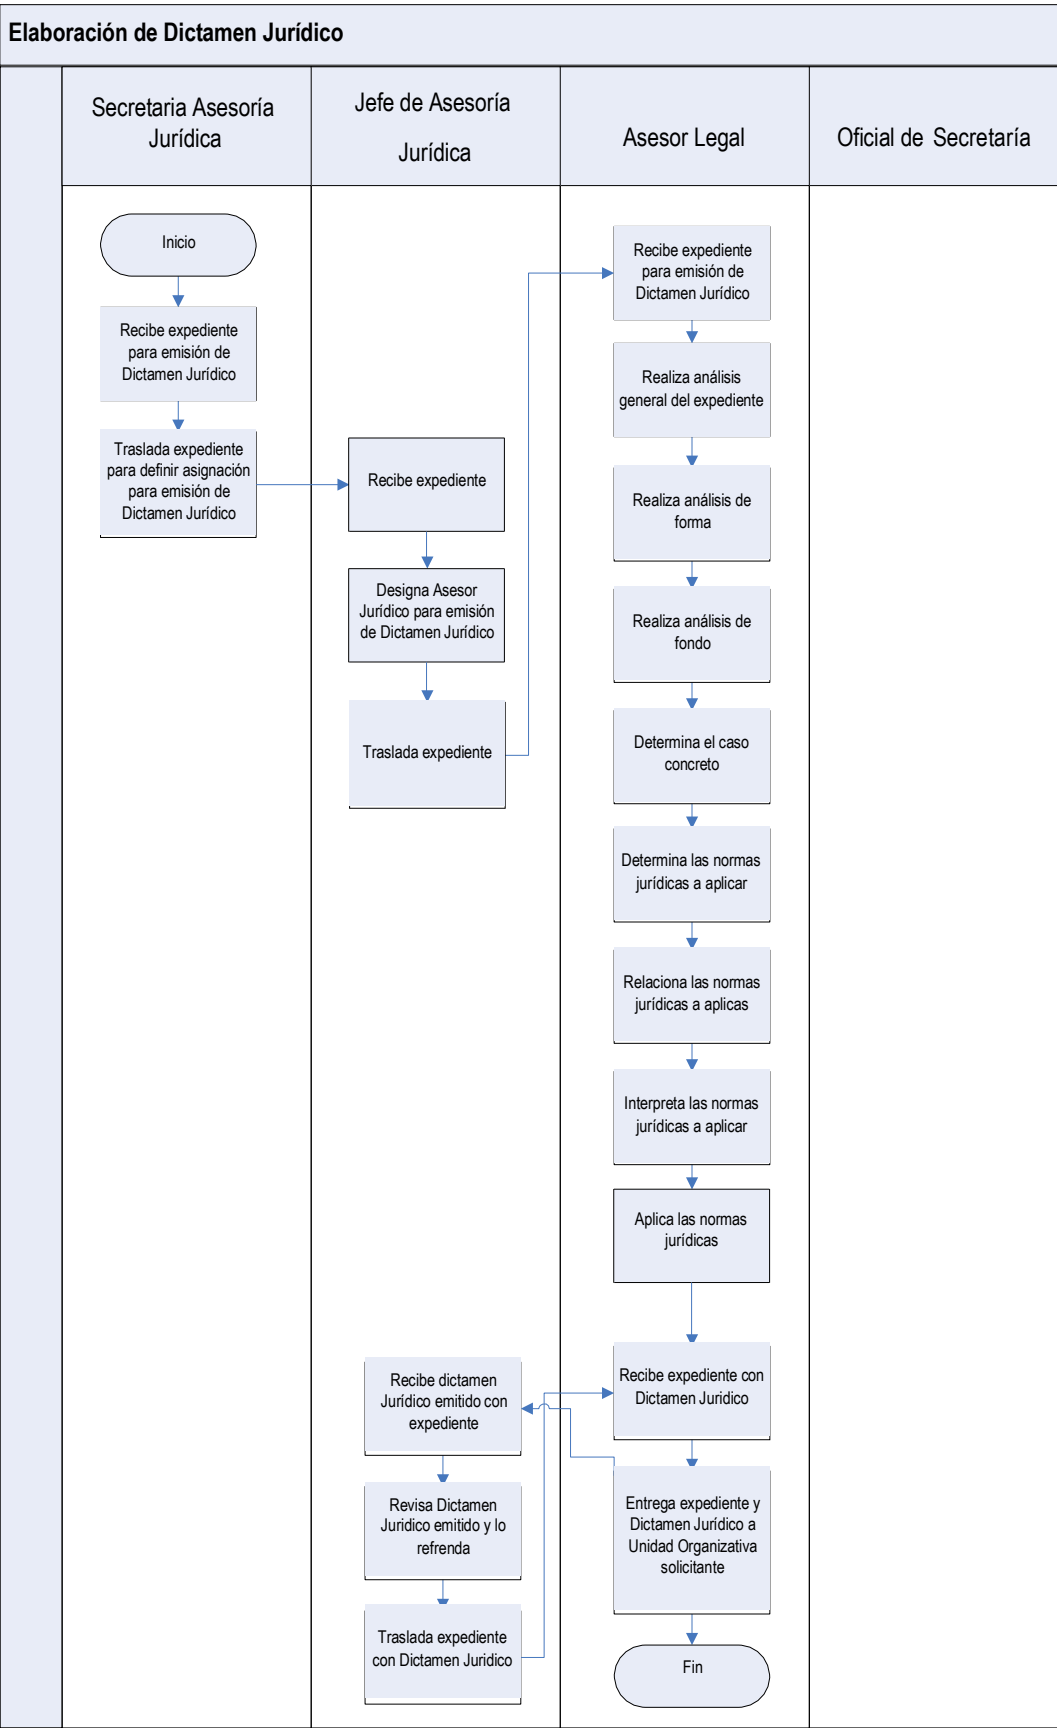 Elaboración de Dictamen Jurídico
Secretaria Asesoría
Jurídica
Jefe de Asesoría
Jurídica
Asesor Legal
Oficial de Secretaría
Inicio
Recibe expediente
para emisión de
Dictamen Jurídico
Traslada expediente
para definir asignación
para emisión de
Dictamen Jurídico
Recibe expediente
Designa Asesor
Jurídico para emisión
de Dictamen Jurídico
Traslada expediente
Recibe expediente
para emisión de
Dictamen Jurídico
Realiza análisis
general del expediente
Realiza análisis de
forma
Realiza análisis de
fondo
Determina el caso
concreto
Determina las normas
jurídicas a aplicar
Relaciona las normas
jurídicas a aplicas
Interpreta las normas
jurídicas a aplicar
Aplica las normas
jurídicas
Recibe dictamen
Jurídico emitido con
expediente
Revisa Dictamen
Juridico emitido y lo
refrenda
Traslada expediente
con Dictamen Juridico
Recibe expediente con
Dictamen Juridico
Entrega expediente y
Dictamen Jurídico a
Unidad Organizativa
solicitante
Fin